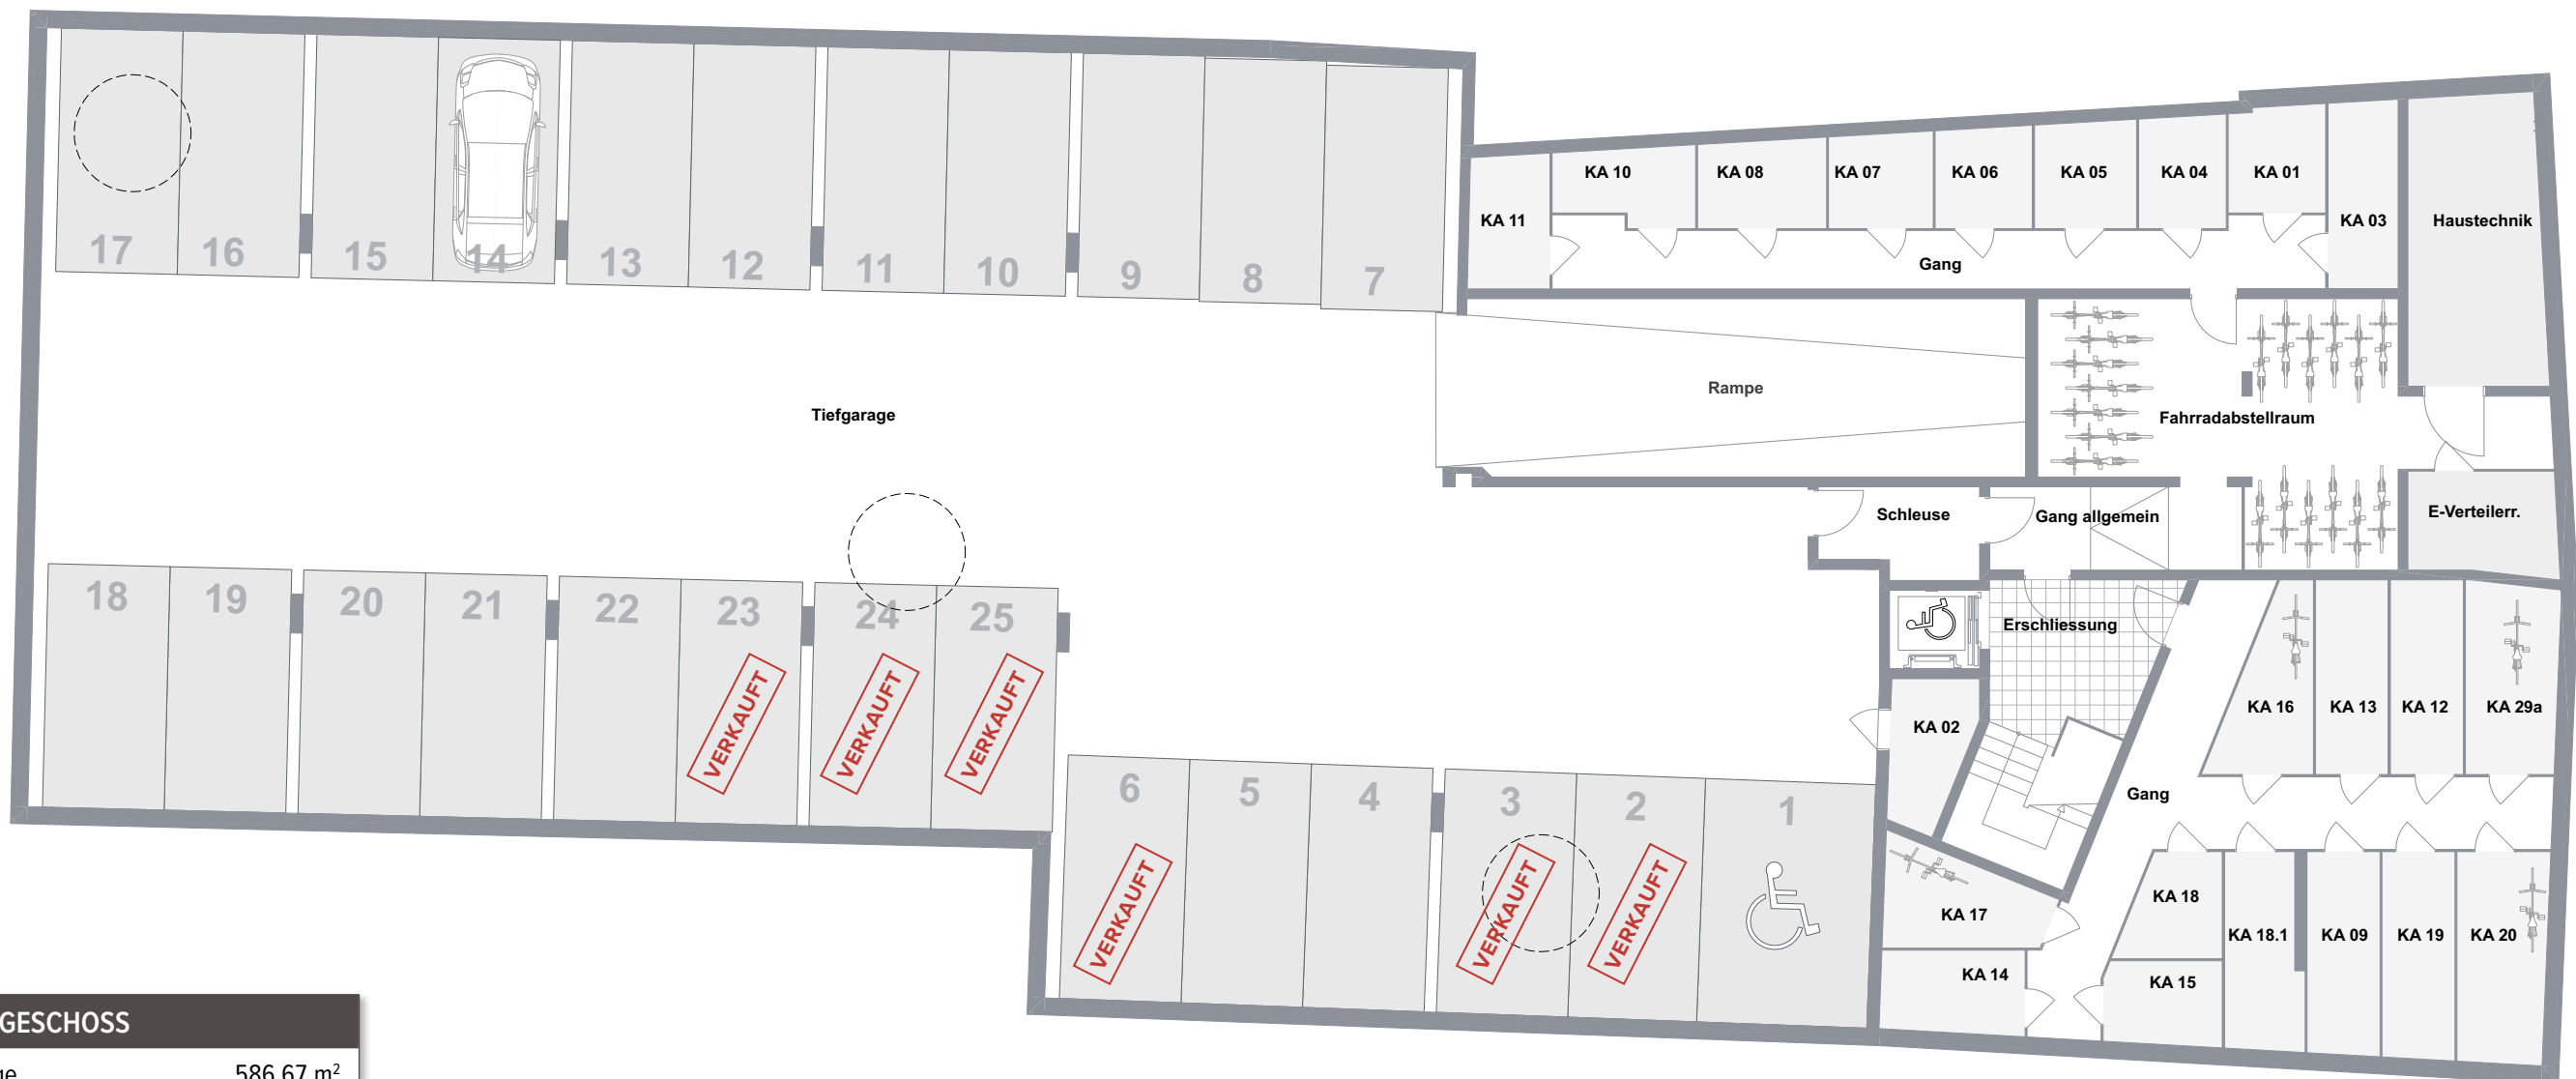 17
16
15
14
13
12
11
10
9
8
7
KA 11
KA 10
KA 08
KA 07
KA 06
KA 05
KA 04
KA 01
KA 03
Haustechnik
Gang
Rampe
Tiefgarage
Fahrradabstellraum
Schleuse
Gang allgemein
E-Verteilerr.
18
19
20
21
22
23
24
25
VERKAUFT
VERKAUFT
VERKAUFT
Erschliessung
KA 02
KA 16
KA 13
KA 12
KA 29a
Gang
6
5
4
3
2
1
VERKAUFT
VERKAUFT
VERKAUFT
KA 17
KA 14
KA 18
KA 15
KA 18.1
KA 09
KA 19
KA 20
GESCHOSS
ge 586,67 m²